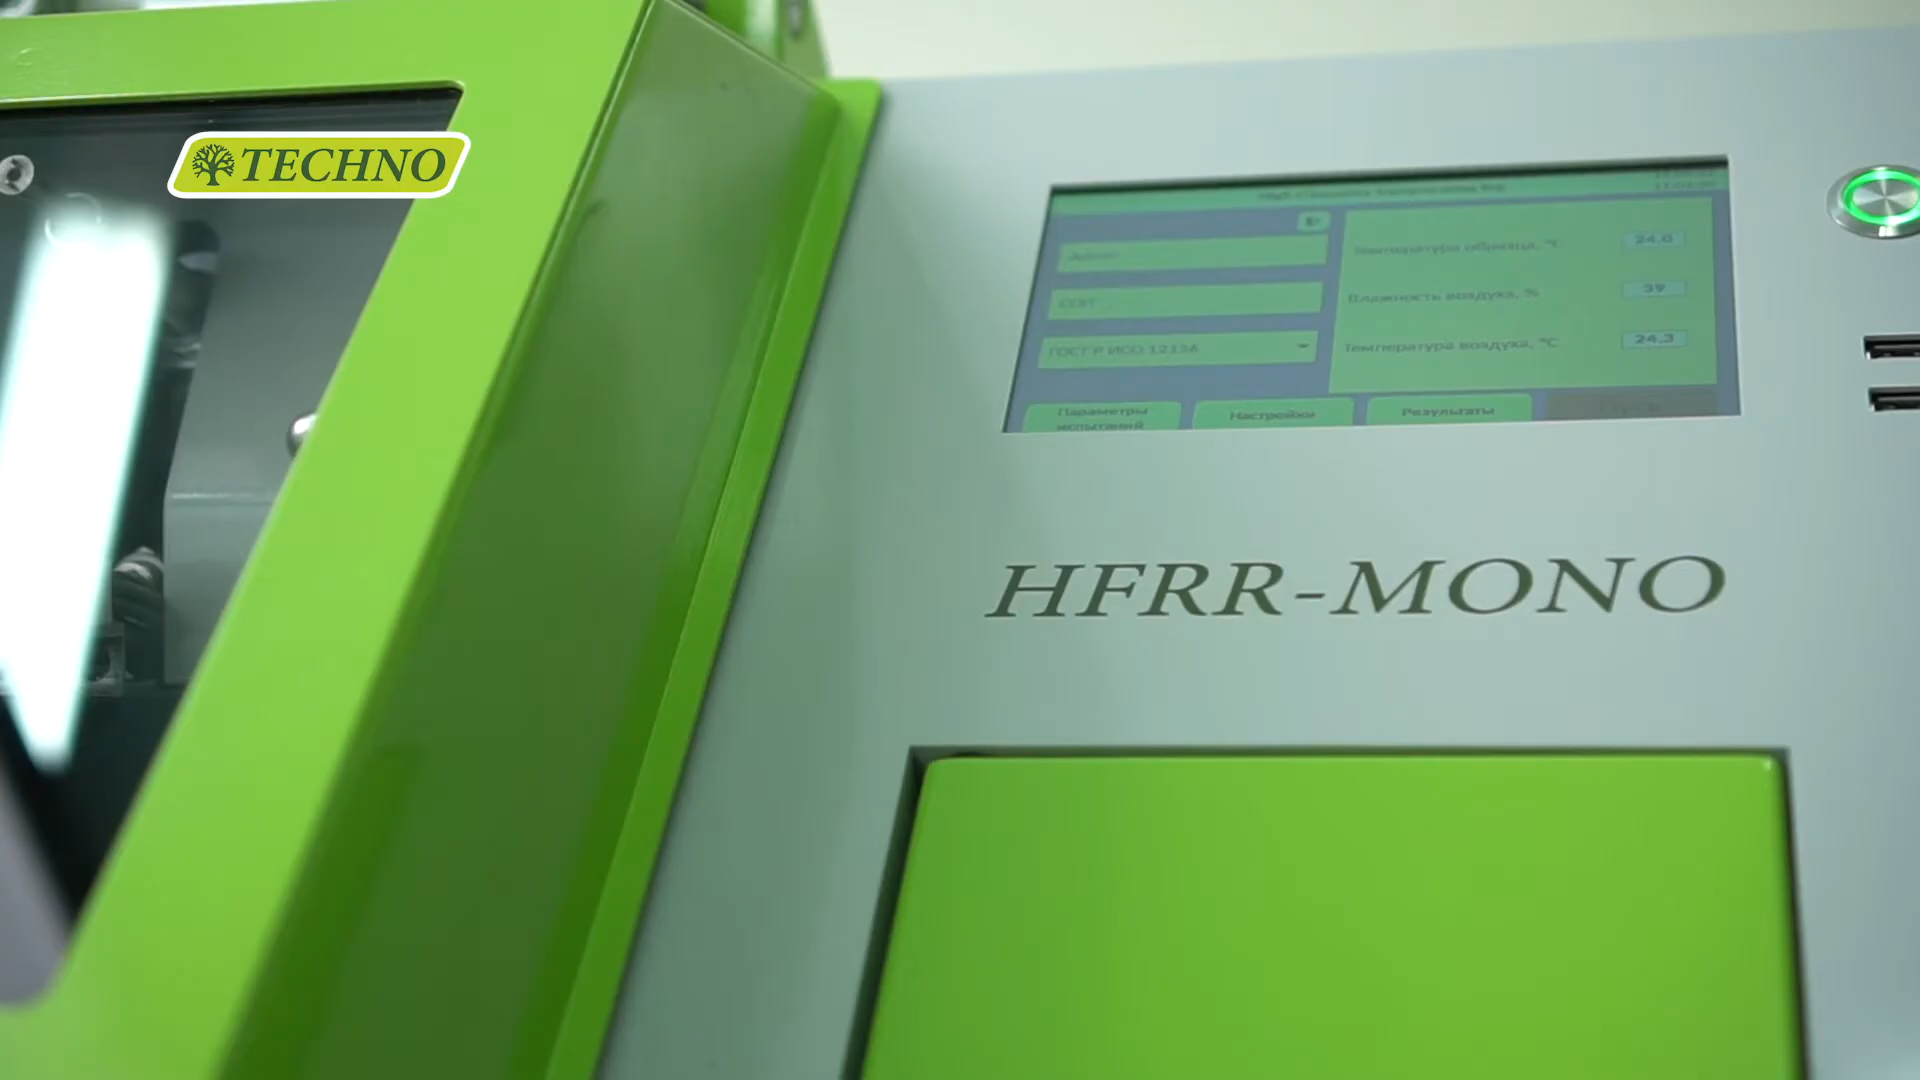 TECHNO
Температура образца, °C 24.0
Влажность воздуха, % 39
ГОСТ Р ИСО 12156
Температура воздуха, °C 24.3
Параметры испытаний
Настройки
Результаты
HFRR-MONO